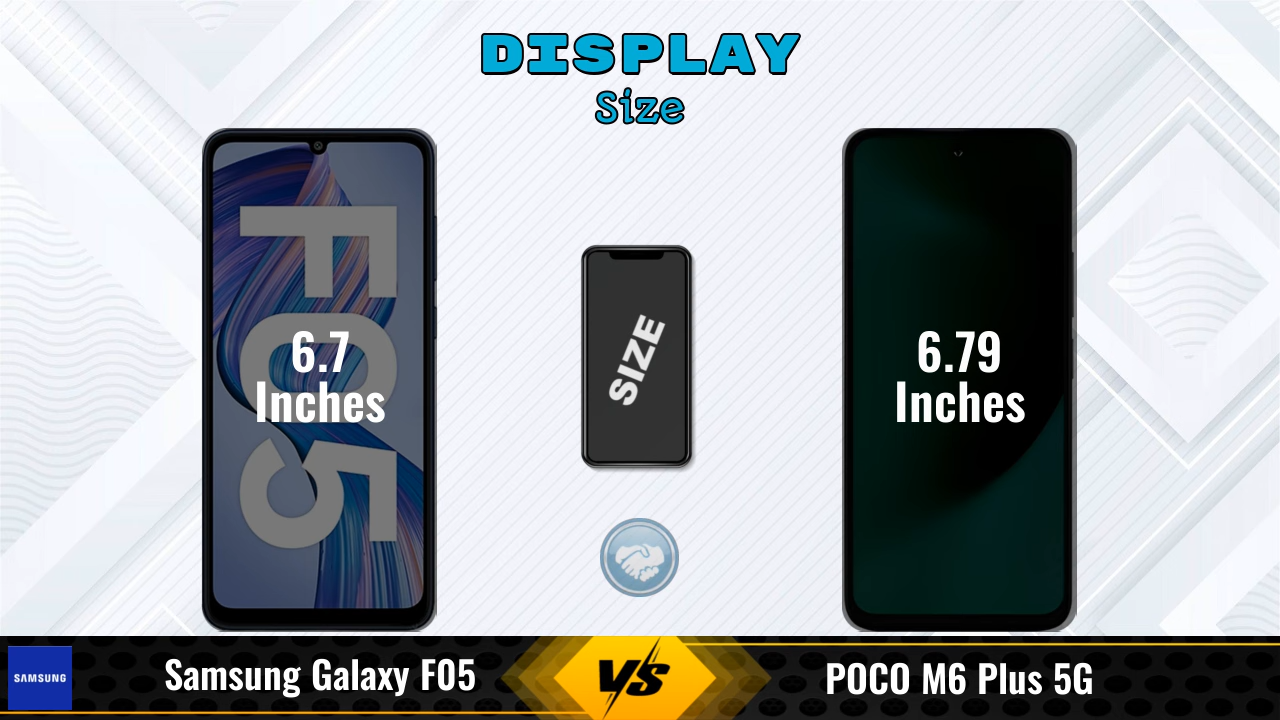 DISPLAY
Size
F05
6.7
Inches
SIZE
6.79
Inches
SAMSUNG
Samsung Galaxy F05
VS
POCO M6 Plus 5G